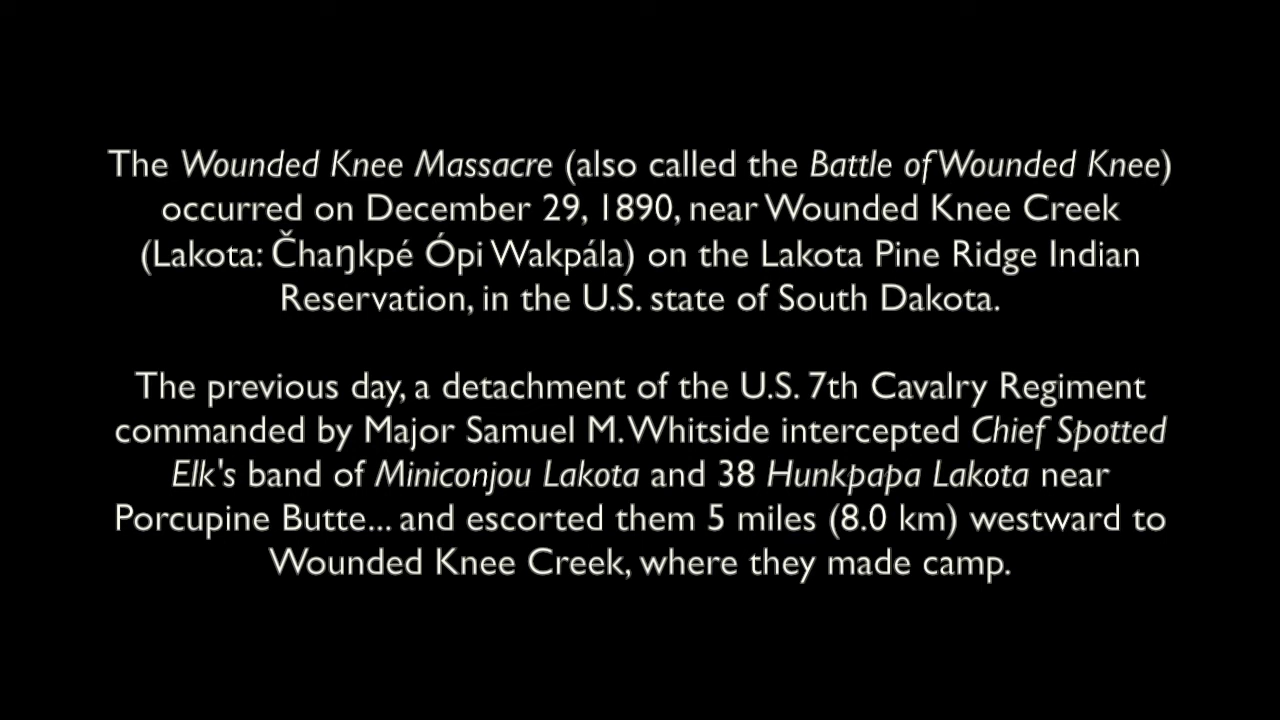 The Wounded Knee Massacre (also called the Battle of Wounded Knee)
occurred on December 29, 1890, near Wounded Knee Creek
(Lakota: Čhaŋkpé Ópi Wakpála) on the Lakota Pine Ridge Indian
Reservation, in the U.S. state of South Dakota.
The previous day, a detachment of the U.S. 7th Cavalry Regiment
commanded by Major Samuel M. Whitside intercepted Chief Spotted
Elk's band of Miniconjou Lakota and 38 Hunkpapa Lakota near
Porcupine Butte... and escorted them 5 miles (8.0 km) westward to
Wounded Knee Creek, where they made camp.